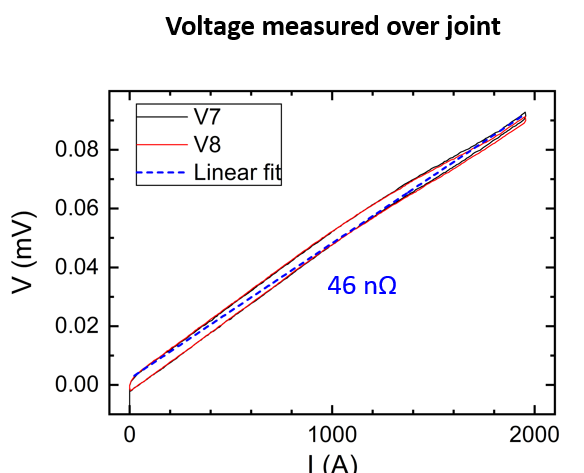 Voltage measured over joint
V7
V8
Linear fit
0.08
0.06
0.04
0.02
0.00
V (mV)
46 nΩ
0
1000
2000
I (A)